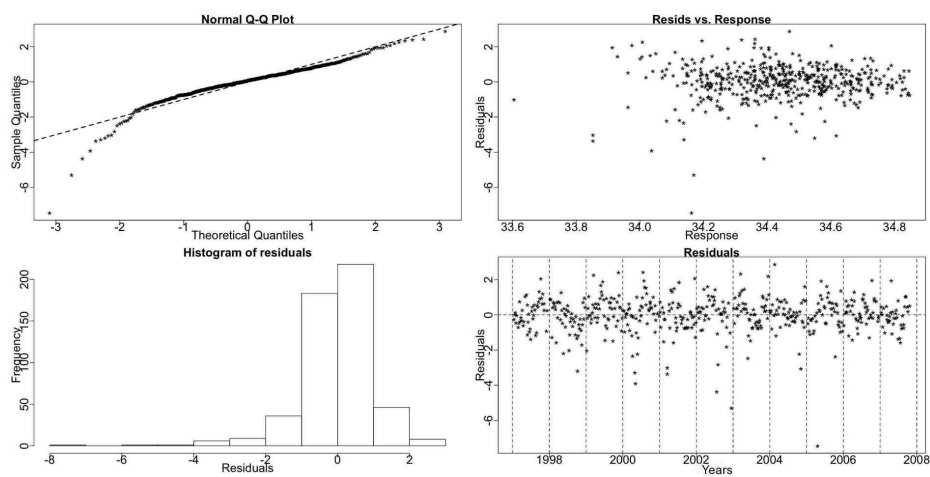 Normal Q-Q Plot
Sample Quantiles
2
0
-2
-4
-6
-3 -2 -1 0 1 2 3
Theoretical Quantiles
Resids vs. Response
Residuals
2
0
-2
-4
-6
33.6 33.8 34.0 34.2 34.4 34.6 34.8
Response
Histogram of residuals
Frequency
200
150
100
50
0
-8 -6 -4 -2 0 2
Residuals
Residuals
Residuals
2
0
-2
-4
-6
1998 2000 2002 2004 2006 2008
Years